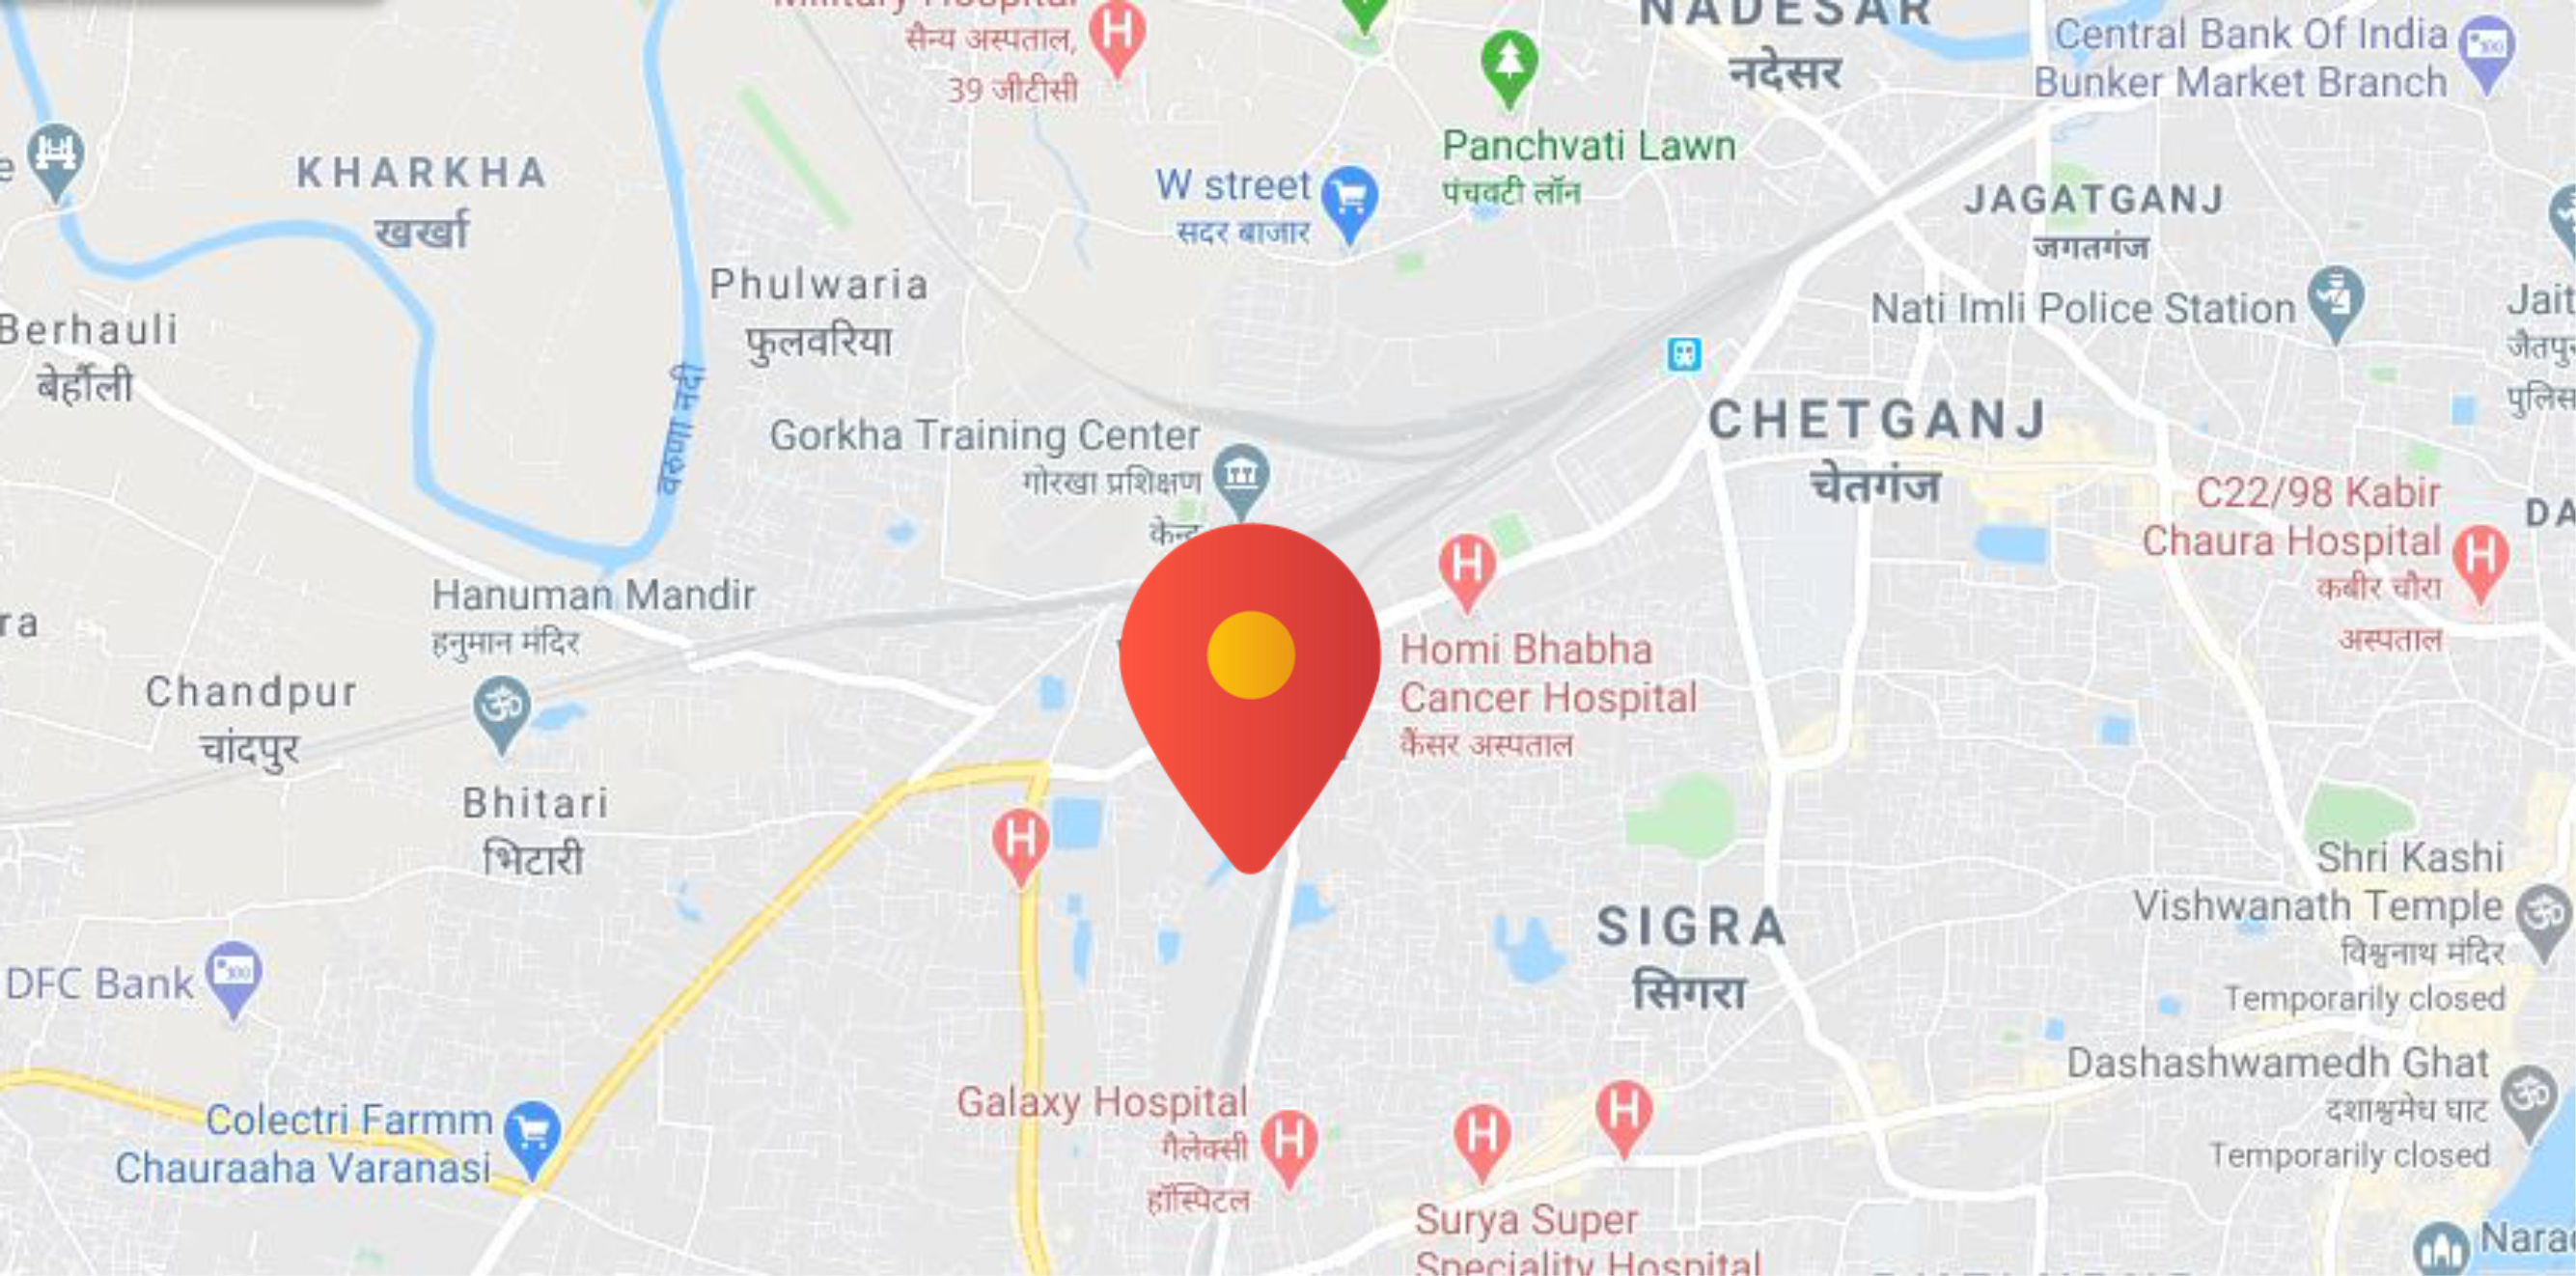 सैन्य अस्पताल,
39 जीटीसी
NADESAR
नदेसर
Central Bank Of India
Bunker Market Branch
Panchvati Lawn
पंचवटी लॉन
KHARKHA
खर्खा
W street
सदर बाजार
JAGATGANJ
जगतगंज
Phulwaria
फुलवरिया
Nati Imli Police Station
Jait
जैतपु
पुलिस
Berhauli
बेर्हौली
वरुणा नदी
Gorkha Training Center
गोरखा प्रशिक्षण
CHETGANJ
चेतगंज
C22/98 Kabir
Chaura Hospital
कबीर चौरा
अस्पताल
DA
Hanuman Mandir
हनुमान मंदिर
ra
Homi Bhabha
Cancer Hospital
कैंसर अस्पताल
Chandpur
चांदपुर
Bhitari
भिटारी
Shri Kashi
Vishwanath Temple
विश्वनाथ मंदिर
Temporarily closed
SIGRA
सिगरा
DFC Bank
Dashashwamedh Ghat
दशाश्वमेध घाट
Temporarily closed
Galaxy Hospital
गैलेक्सी
हॉस्पिटल
Colectri Farmm
Chauraaha Varanasi
Surya Super
Speciality Hospital
Nara